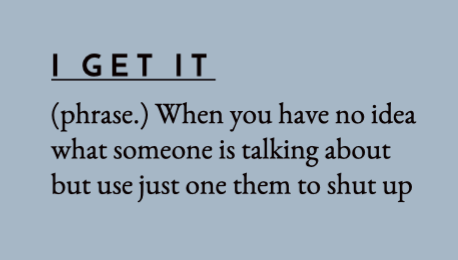 I GET IT
(phrase.) When you have no idea
what someone is talking about
but use just one them to shut up